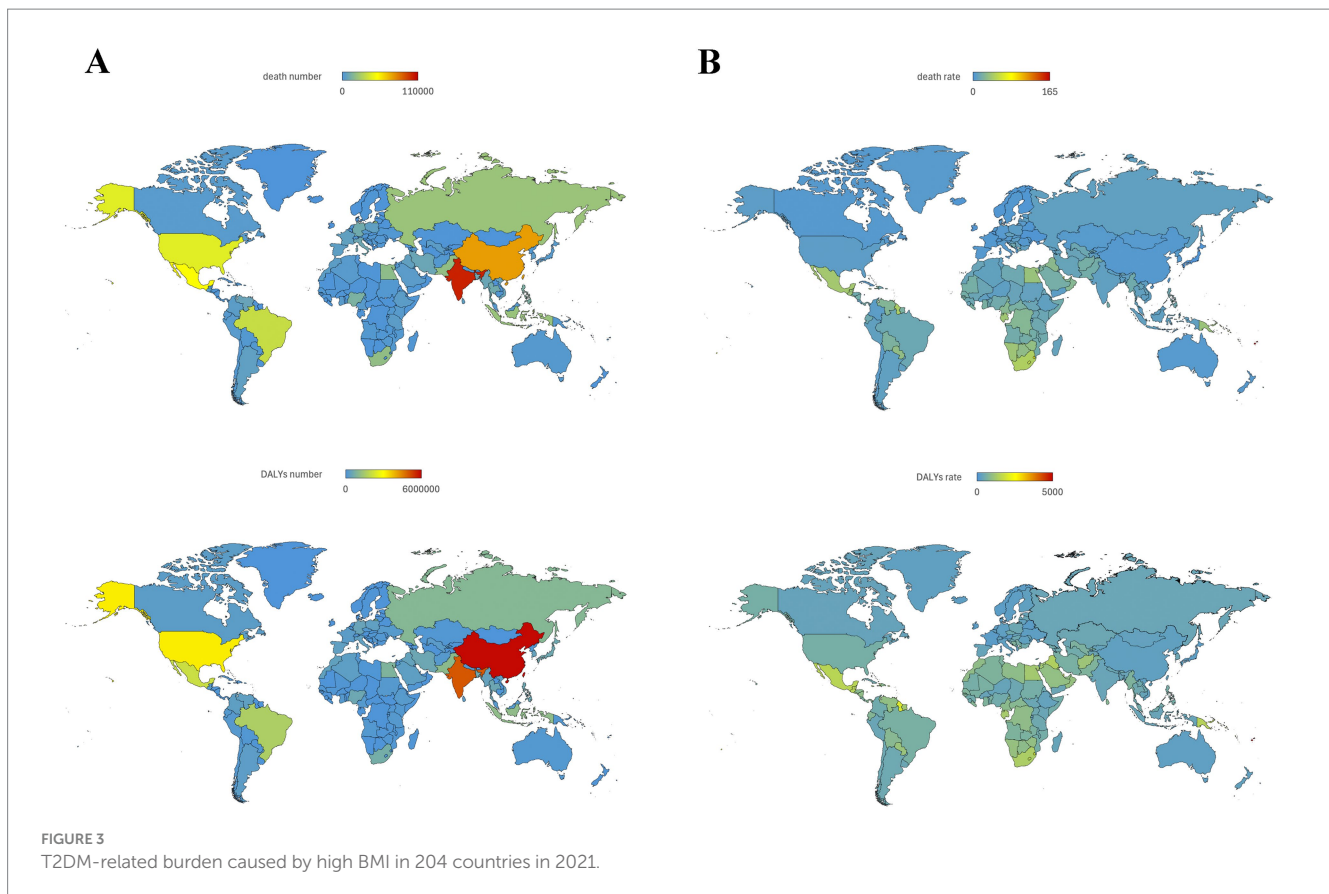 A
death number
0 110000
B
death rate
0 165
DALYs number
0 6000000
DALYs rate
0 5000
FIGURE 3
T2DM-related burden caused by high BMI in 204 countries in 2021.